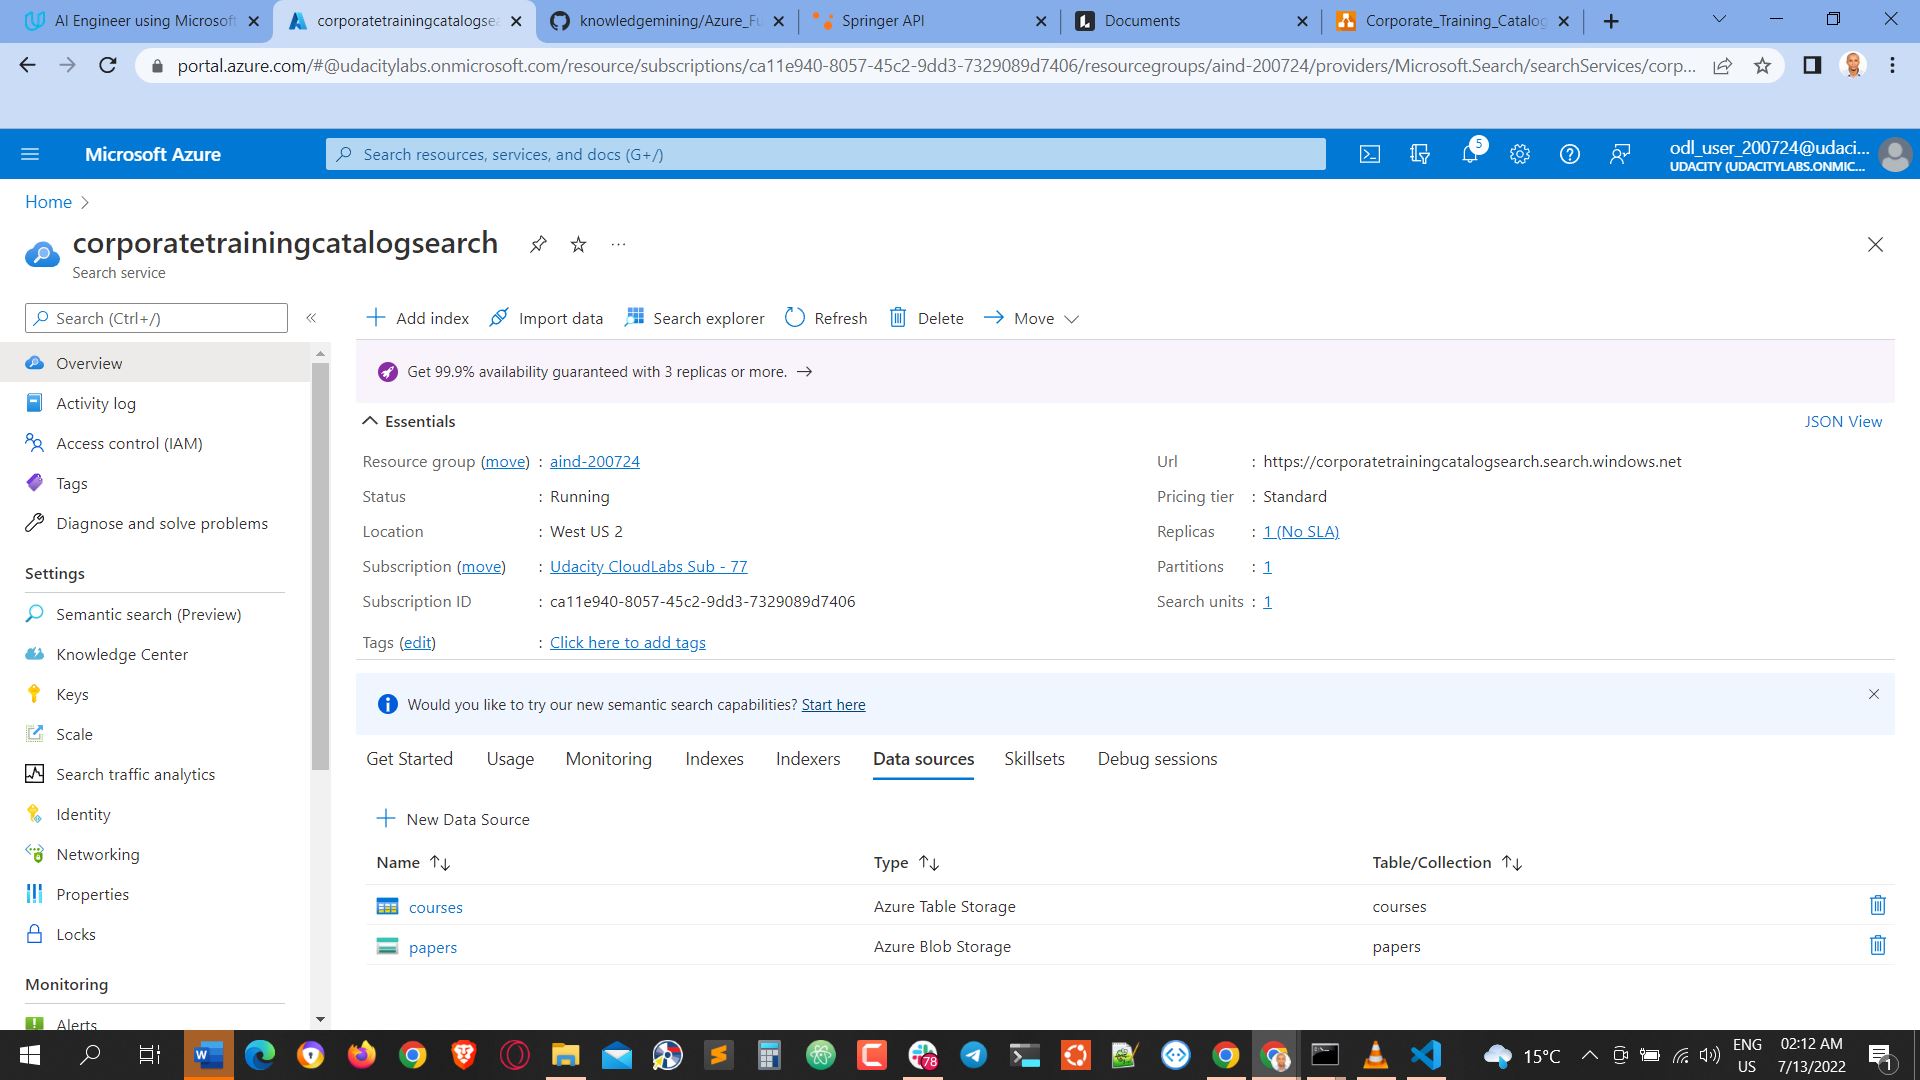 AI Engineer using Microsoft
corporatetrainingcatalogsea
knowledgemining/Azure_Fu
Springer API
Documents
Corporate_Training_Catalog
portal.azure.com/#@udacitylabs.onmicrosoft.com/resource/subscriptions/ca11e940-8057-45c2-9dd3-7329089d7406/resourcegroups/aind-200724/providers/Microsoft.Search/searchServices/corp...
Microsoft Azure
Search resources, services, and docs (G+/)
5
odl_user_200724@udaci...
UDACITY (UDACITYLABS.ONMIC...
Home
corporatetrainingcatalogsearch
Search service
Search (Ctrl+/)
Overview
Activity log
Access control (IAM)
Tags
Diagnose and solve problems
Settings
Semantic search (Preview)
Knowledge Center
Keys
Scale
Search traffic analytics
Identity
Networking
Properties
Locks
Monitoring
Alerts
Add index
Import data
Search explorer
Refresh
Delete
Move
Get 99.9% availability guaranteed with 3 replicas or more.
Essentials
JSON View
Resource group (move) : aind-200724
Status : Running
Location : West US 2
Subscription (move) : Udacity CloudLabs Sub - 77
Subscription ID : ca11e940-8057-45c2-9dd3-7329089d7406
Tags (edit) : Click here to add tags
Url : https://corporatetrainingcatalogsearch.search.windows.net
Pricing tier : Standard
Replicas : 1 (No SLA)
Partitions : 1
Search units : 1
Would you like to try our new semantic search capabilities? Start here
Get Started
Usage
Monitoring
Indexes
Indexers
Data sources
Skillsets
Debug sessions
New Data Source
Name
Type
Table/Collection
courses
Azure Table Storage
courses
papers
Azure Blob Storage
papers
78
15°C
ENG
US
02:12 AM
7/13/2022
1